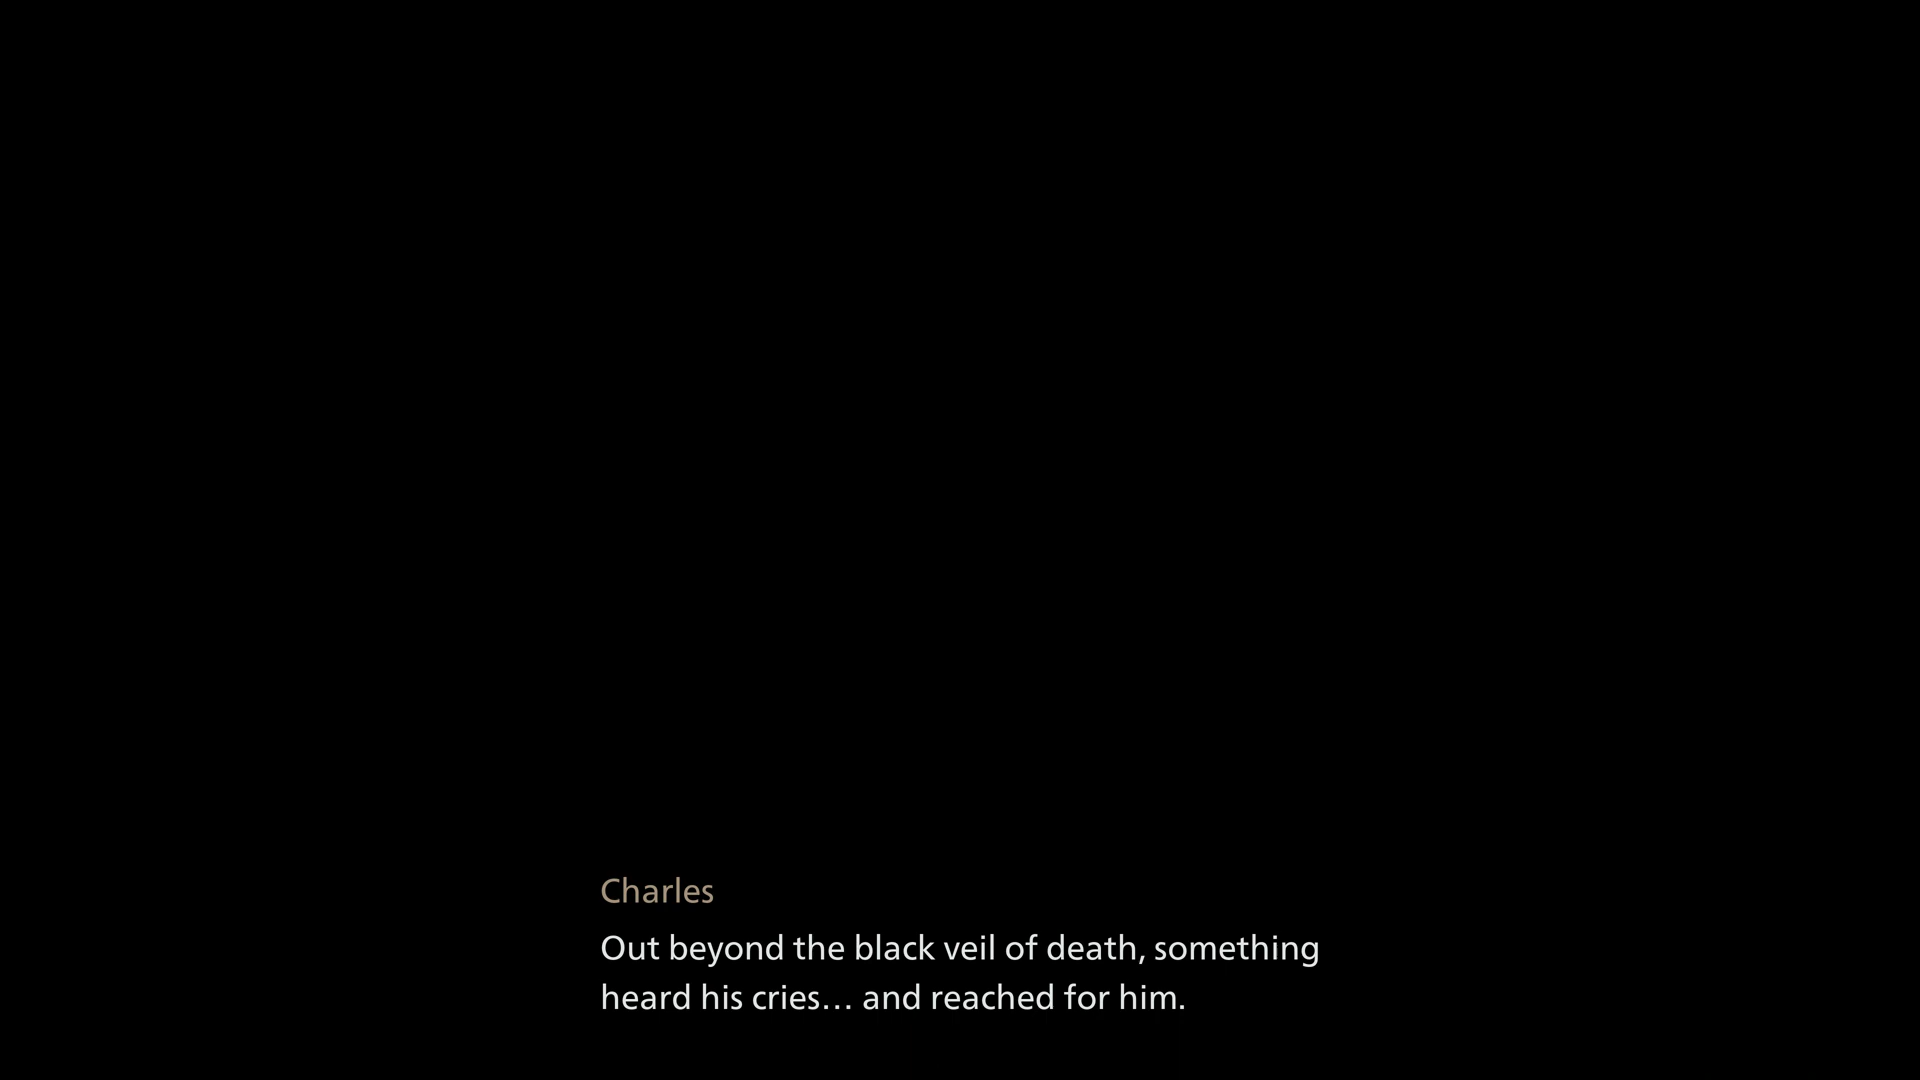 Charles
Out beyond the black veil of death, something
heard his cries… and reached for him.